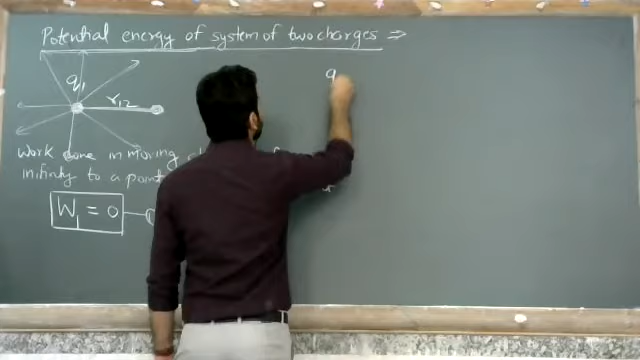 Potential energy of system of two charges ⇒
q₁
r₁₂
q
Work done in moving
infinity to a point
W₁ = 0